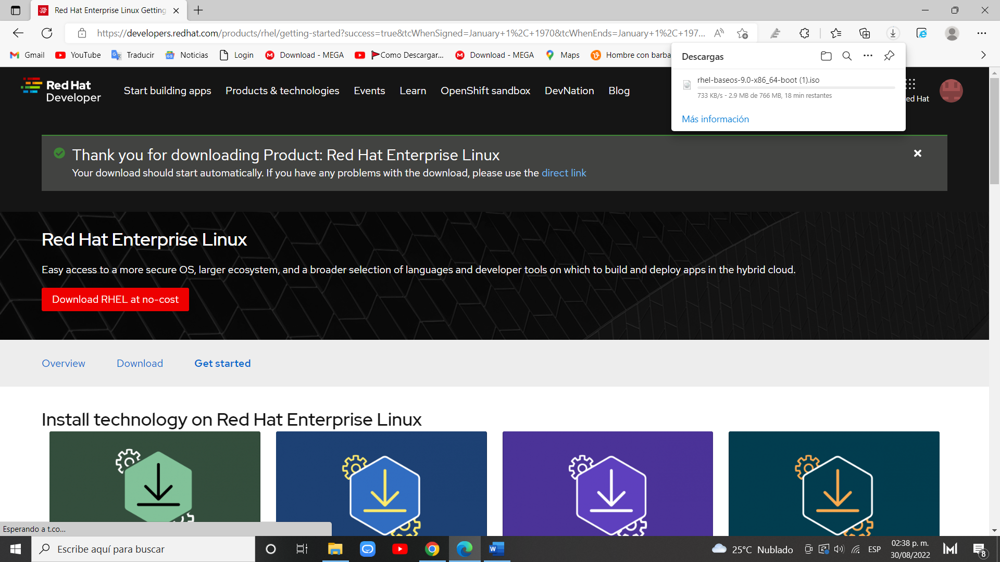 Red Hat Enterprise Linux Getting
https://developers.redhat.com/products/rhel/getting-started?success=true&tcWhenSigned=January+1%2C+1970&tcWhenEnds=January+1%2C+197...
Gmail YouTube Traducir Noticias Login Download - MEGA Como Descargar... Download - MEGA Maps Hombre con barba
Descargas
rhel-baseos-9.0-x86_64-boot (1).iso
733 KB/s - 2.9 MB de 766 MB, 18 min restantes
Más información
Red Hat
Developer
Start building apps Products & technologies Events Learn OpenShift sandbox DevNation Blog
ed Hat
Thank you for downloading Product: Red Hat Enterprise Linux
Your download should start automatically. If you have any problems with the download, please use the direct link
Red Hat Enterprise Linux
Easy access to a more secure OS, larger ecosystem, and a broader selection of languages and developer tools on which to build and deploy apps in the hybrid cloud.
Download RHEL at no-cost
Overview Download Get started
Install technology on Red Hat Enterprise Linux
Esperando a t.co...
Escribe aquí para buscar
25°C Nublado
ESP
02:38 p. m.
30/08/2022
8